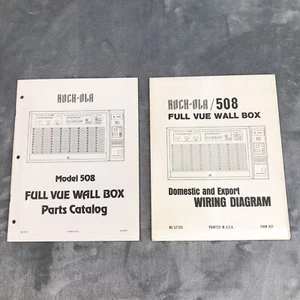 ROCK-OLA
Model 508
FULL VUE WALL BOX
Parts Catalog
ROCK-OLA/508
FULL VUE WALL BOX
Domestic and Export
WIRING DIAGRAM
PRINTED IN U.S.A.